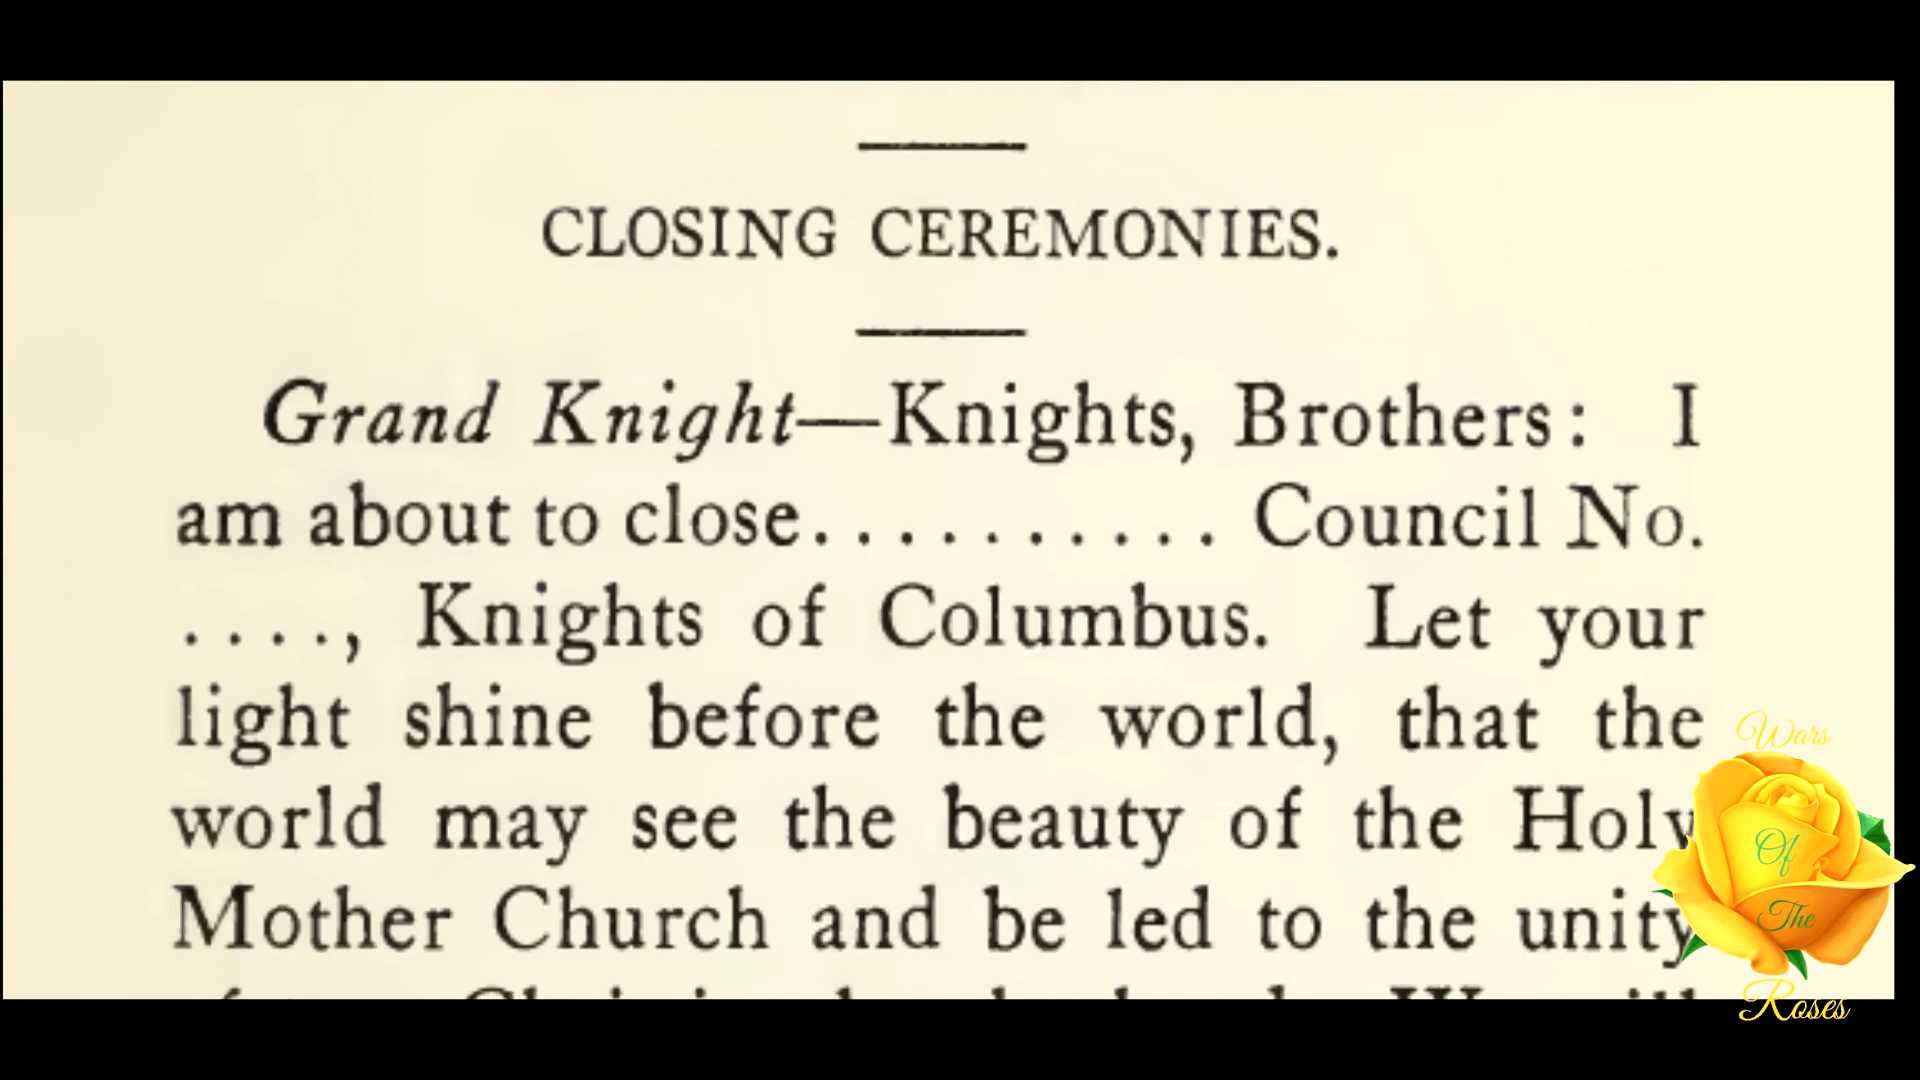 CLOSING CEREMONIES.
Grand Knight—Knights, Brothers: I
am about to close........... Council No.
...., Knights of Columbus. Let your
light shine before the world, that the
world may see the beauty of the Holy
Mother Church and be led to the unity
Wars
Of
The
Roses